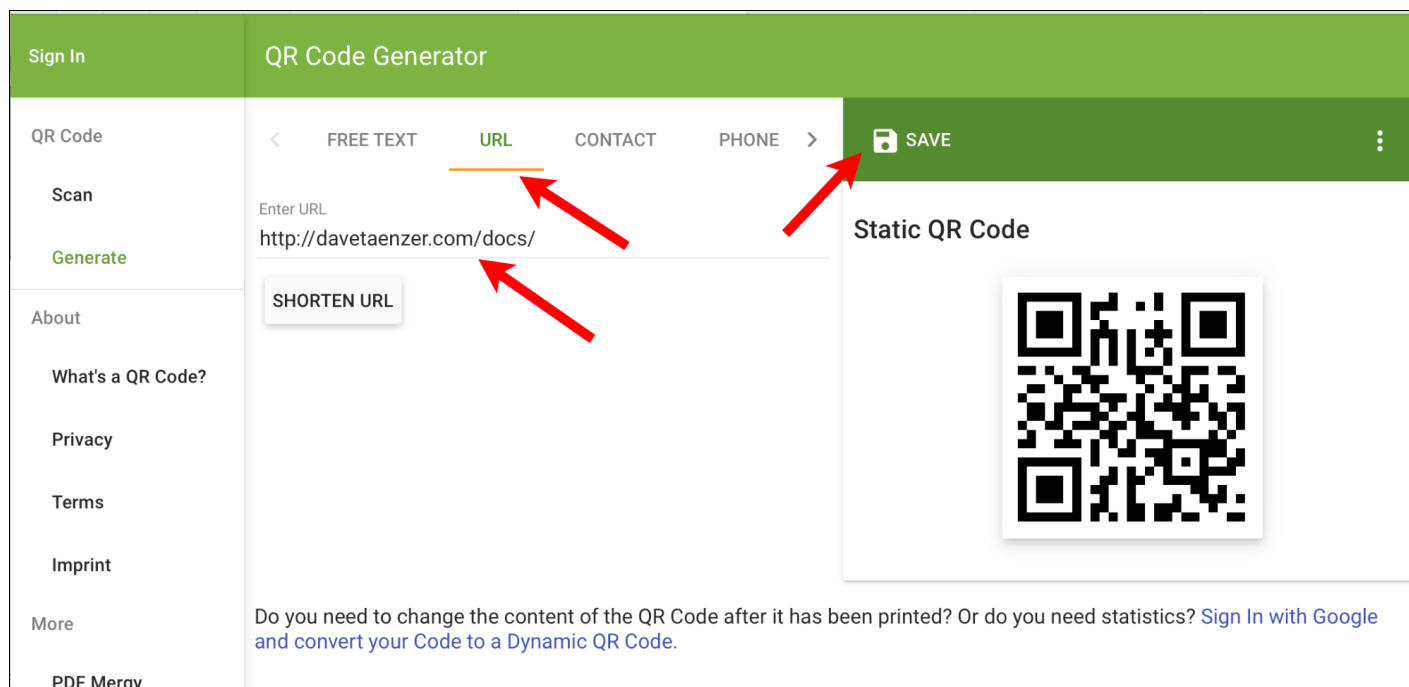 Sign In
QR Code Generator
QR Code
Scan
Generate
About
What's a QR Code?
Privacy
Terms
Imprint
More
PDF Mergy
FREE TEXT
URL
CONTACT
PHONE
Enter URL
http://davetaenzer.com/docs/
SHORTEN URL
SAVE
Static QR Code
Do you need to change the content of the QR Code after it has been printed? Or do you need statistics? Sign In with Google
and convert your Code to a Dynamic QR Code.